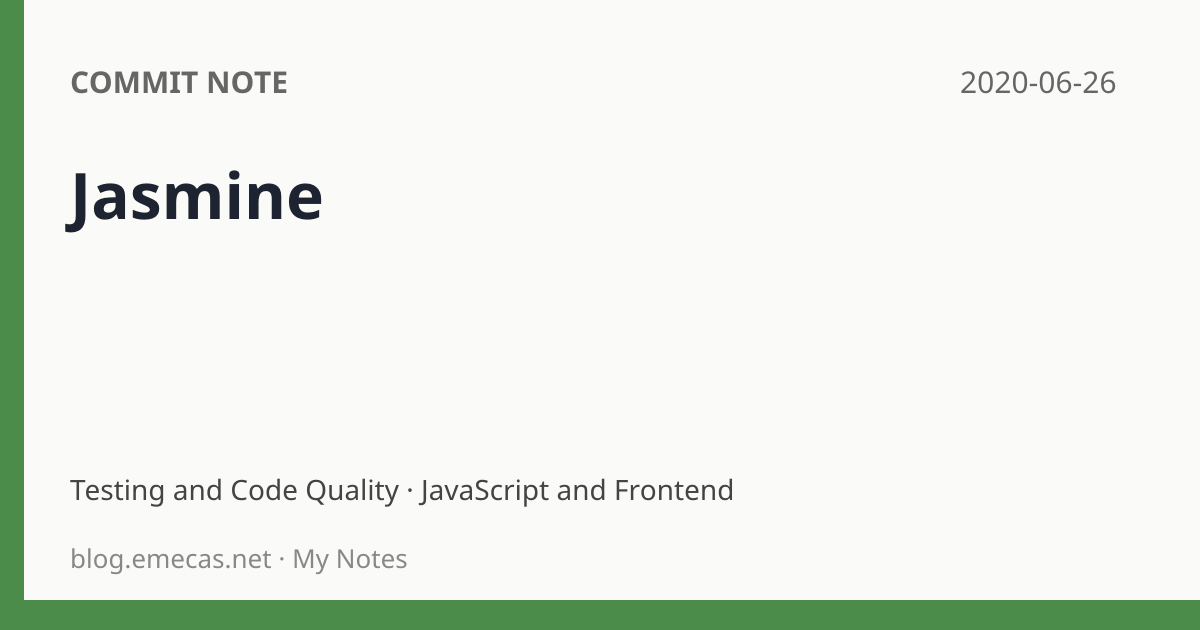 COMMIT NOTE
2020-06-26
Jasmine
Testing and Code Quality · JavaScript and Frontend
blog.emecas.net · My Notes